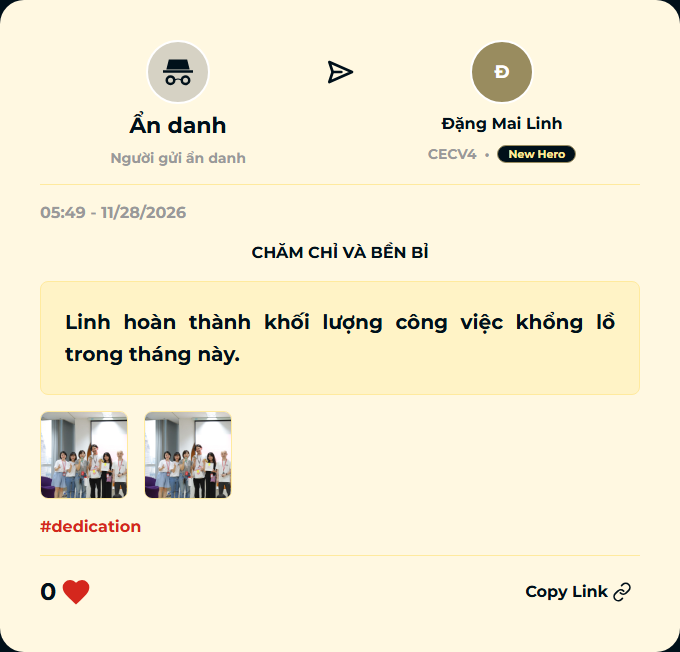 Ẩn danh
Người gửi ẩn danh
Đ
Đặng Mai Linh
CECV4 • New Hero
05:49 - 11/28/2026
CHĂM CHỈ VÀ BỀN BỈ
Linh hoàn thành khối lượng công việc khổng lồ
trong tháng này.
#dedication
0
Copy Link